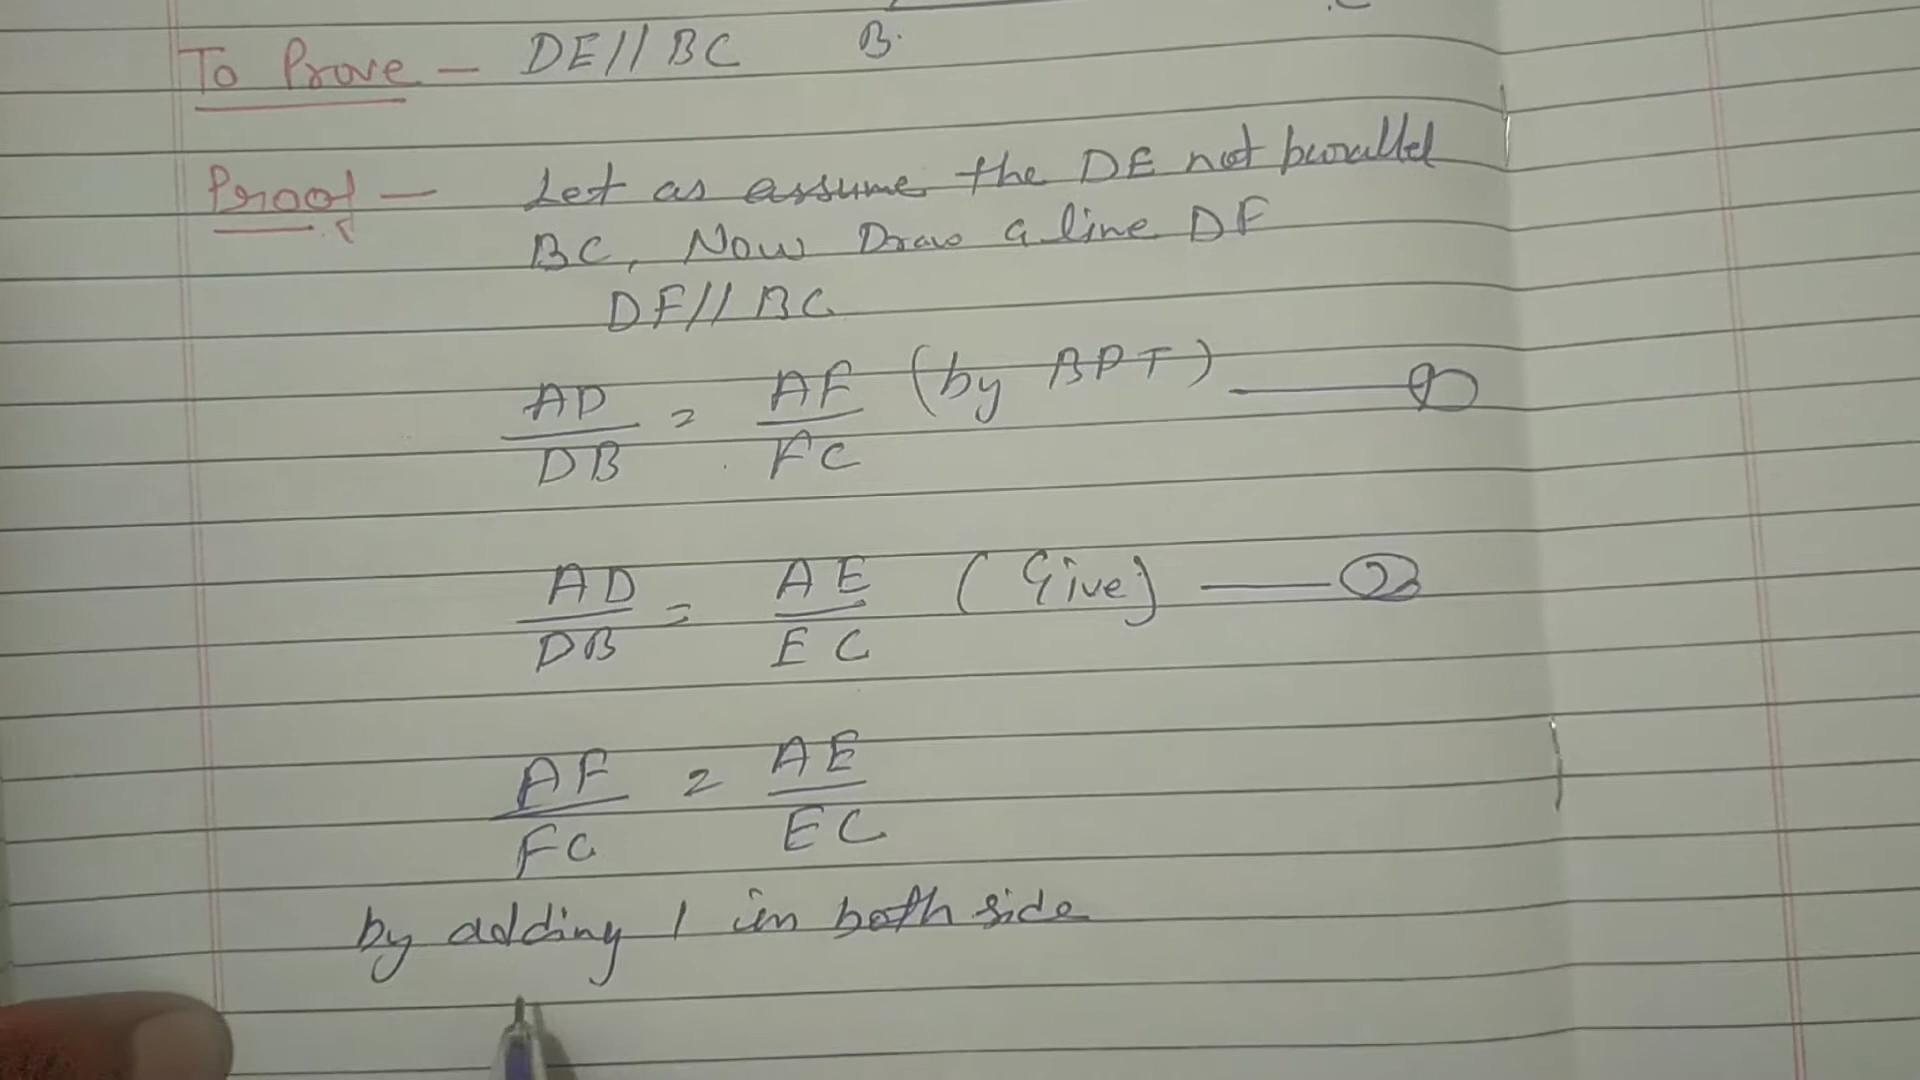 B.
To Prove — DE//BC
Proof — Let as assume the DE not parallel
BC, Now Draw a line DF
DF//BC
AD/DB = AF/FC (by BPT) — 1
AD/DB = AE/EC (Give) — 2
AF/FC = AE/EC
by adding 1 in both side